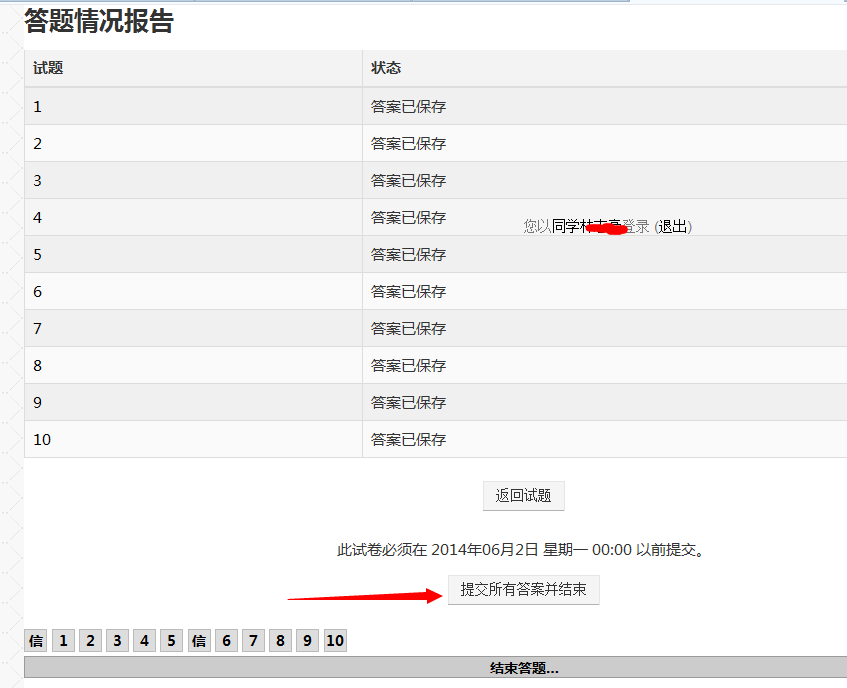 答题情况报告
试题 状态
1 答案已保存
2 答案已保存
3 答案已保存
4 答案已保存
您以同学林 登录 (退出)
5 答案已保存
6 答案已保存
7 答案已保存
8 答案已保存
9 答案已保存
10 答案已保存
返回试题
此试卷必须在 2014年06月2日 星期一 00:00 以前提交。
提交所有答案并结束
信 1 2 3 4 5 信 6 7 8 9 10
结束答题...